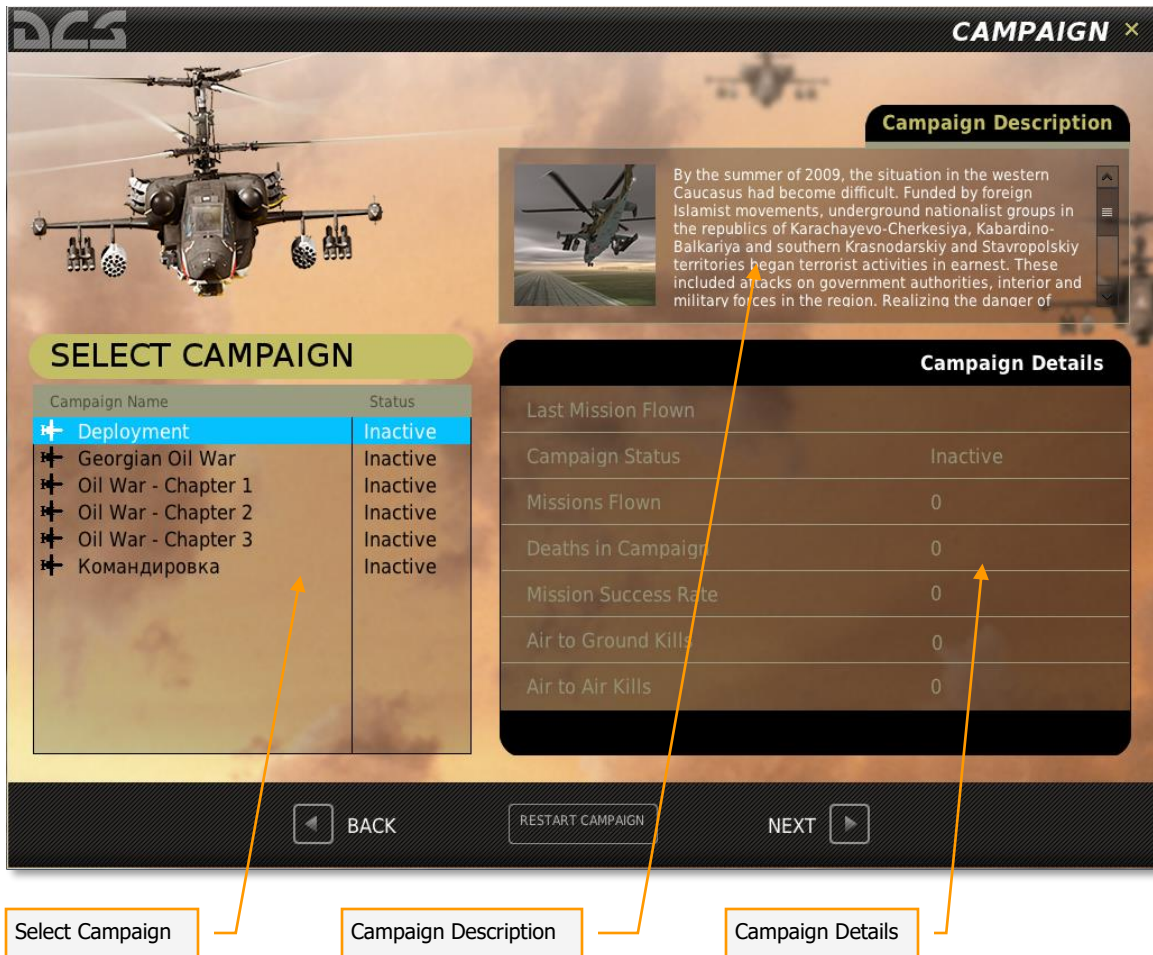 DCS
CAMPAIGN ×
Campaign Description
By the summer of 2009, the situation in the western
Caucasus had become difficult. Funded by foreign
Islamist movements, underground nationalist groups in
the republics of Karachayevo-Cherkesiya, Kabardino-
Balkariya and southern Krasnodarskiy and Stavropolskiy
territories began terrorist activities in earnest. These
included attacks on government authorities, interior and
military forces in the region. Realizing the danger of
SELECT CAMPAIGN
Campaign Name Status
Deployment Inactive
Georgian Oil War Inactive
Oil War - Chapter 1 Inactive
Oil War - Chapter 2 Inactive
Oil War - Chapter 3 Inactive
Командировка Inactive
Campaign Details
Last Mission Flown
Campaign Status Inactive
Missions Flown 0
Deaths in Campaign 0
Mission Success Rate 0
Air to Ground Kills 0
Air to Air Kills 0
BACK
RESTART CAMPAIGN
NEXT
Select Campaign
Campaign Description
Campaign Details